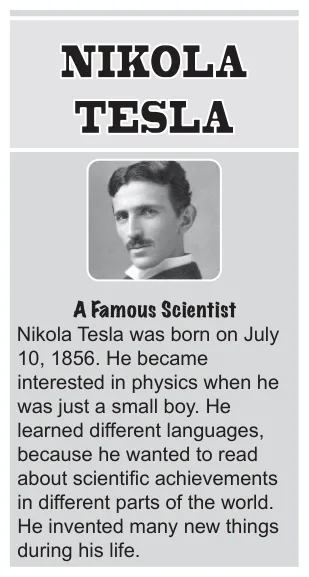 NIKOLA
TESLA
A Famous Scientist
Nikola Tesla was born on July
10, 1856. He became
interested in physics when he
was just a small boy. He
learned different languages,
because he wanted to read
about scientific achievements
in different parts of the world.
He invented many new things
during his life.